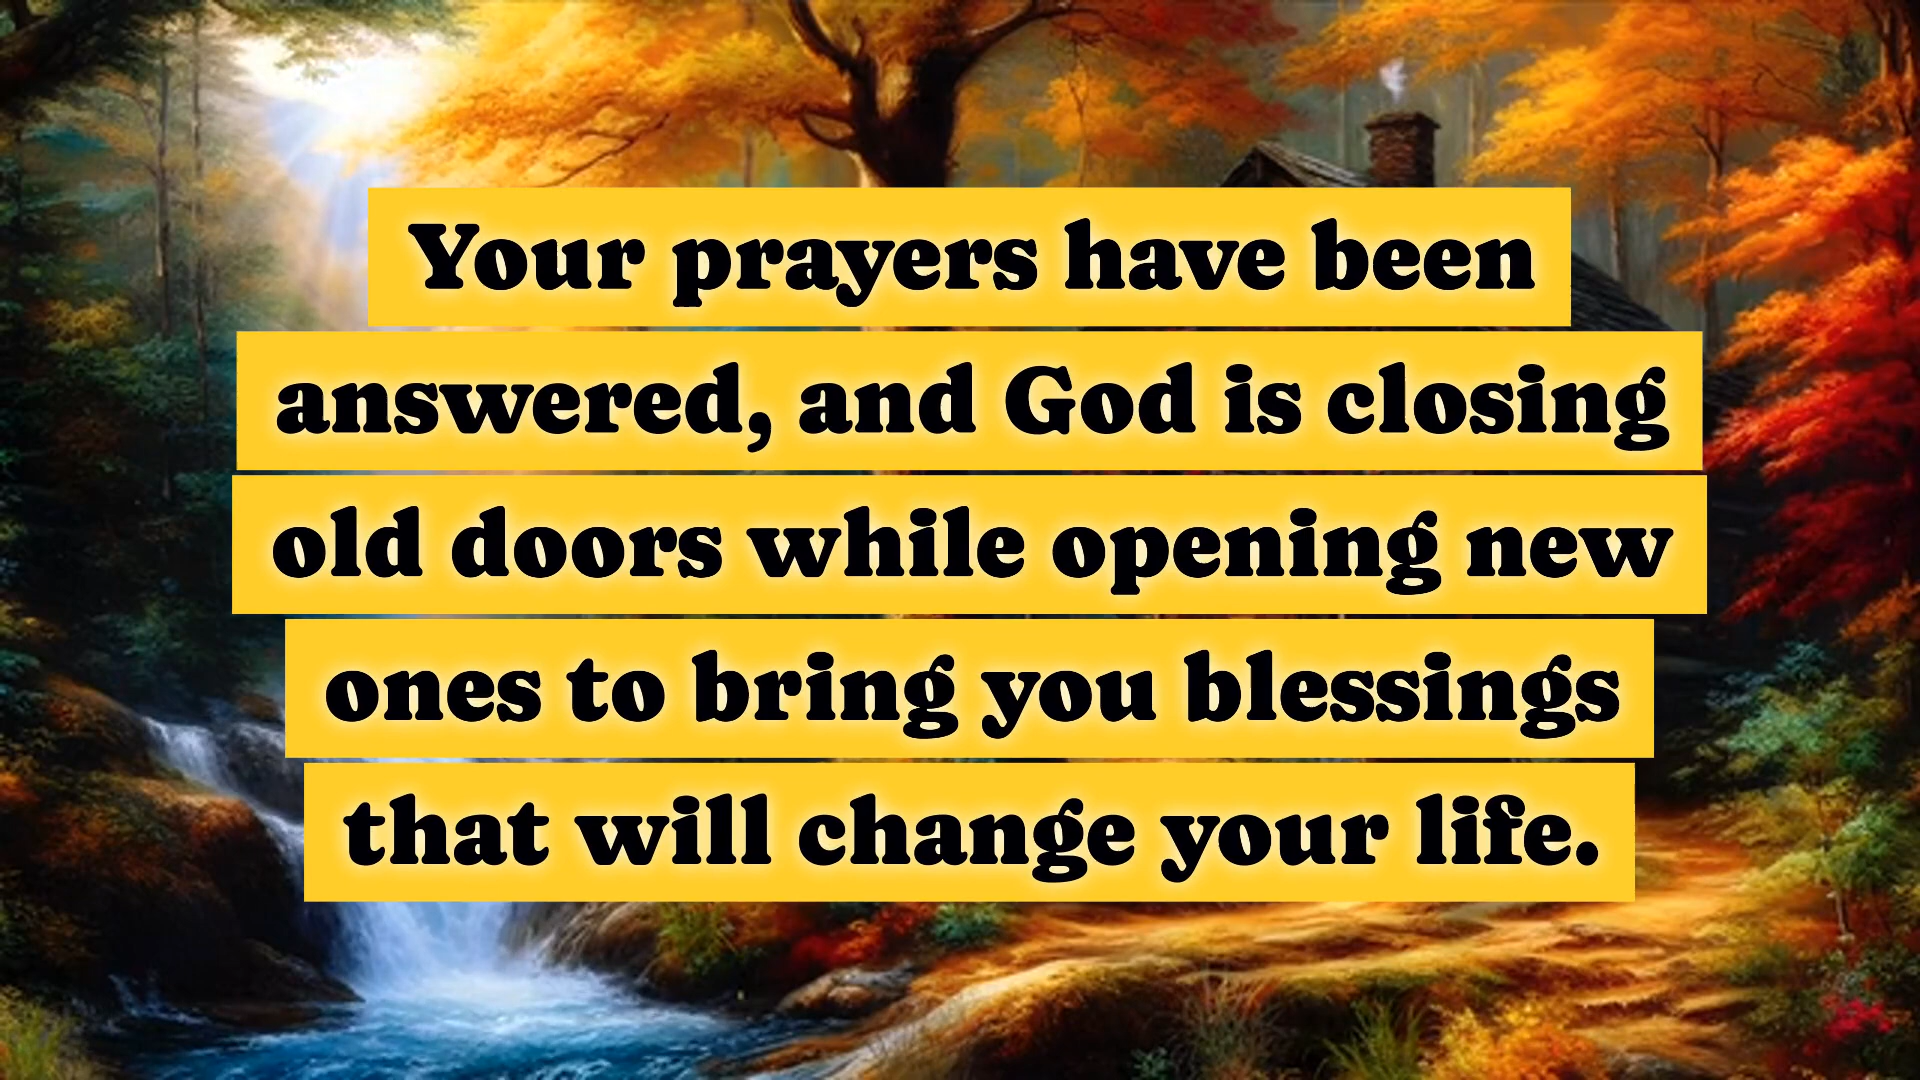 Your prayers have been
answered, and God is closing
old doors while opening new
ones to bring you blessings
that will change your life.